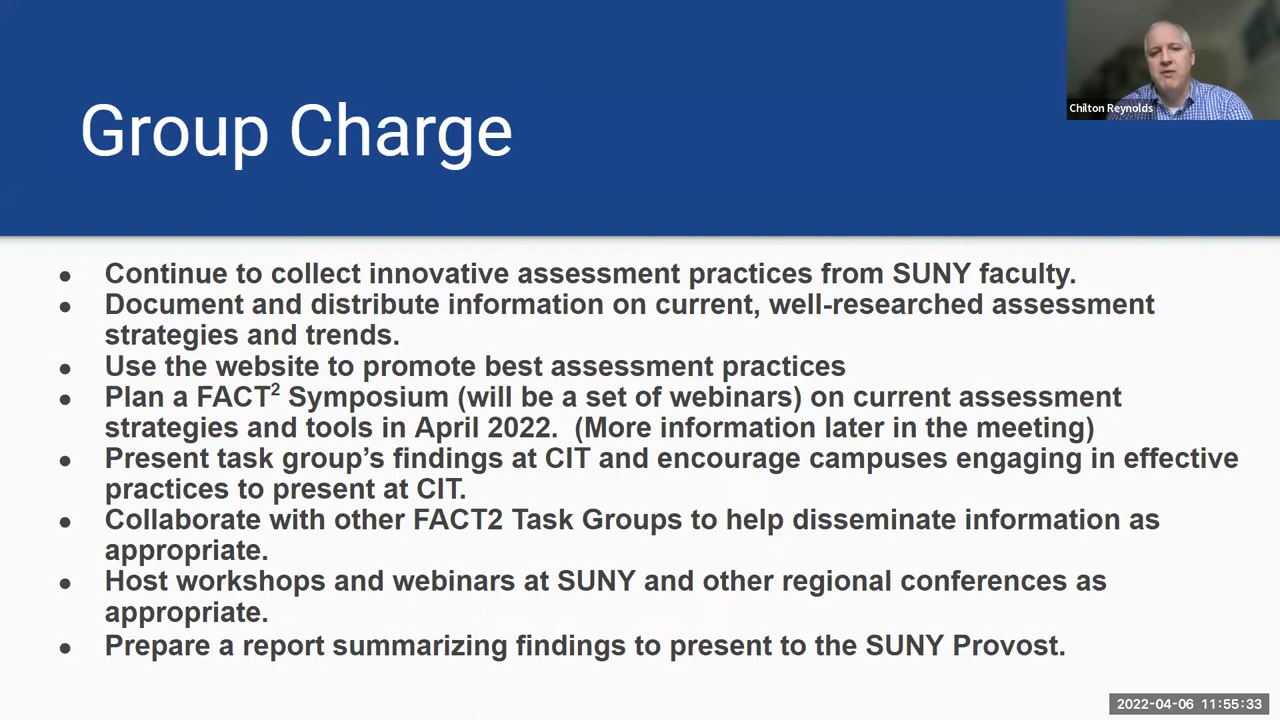 Chilton Reynolds
Group Charge
● Continue to collect innovative assessment practices from SUNY faculty.
● Document and distribute information on current, well-researched assessment
strategies and trends.
● Use the website to promote best assessment practices
● Plan a FACT² Symposium (will be a set of webinars) on current assessment
strategies and tools in April 2022.  (More information later in the meeting)
● Present task group’s findings at CIT and encourage campuses engaging in effective
practices to present at CIT.
● Collaborate with other FACT2 Task Groups to help disseminate information as
appropriate.
● Host workshops and webinars at SUNY and other regional conferences as
appropriate.
● Prepare a report summarizing findings to present to the SUNY Provost.
2022-04-06 11:55:33